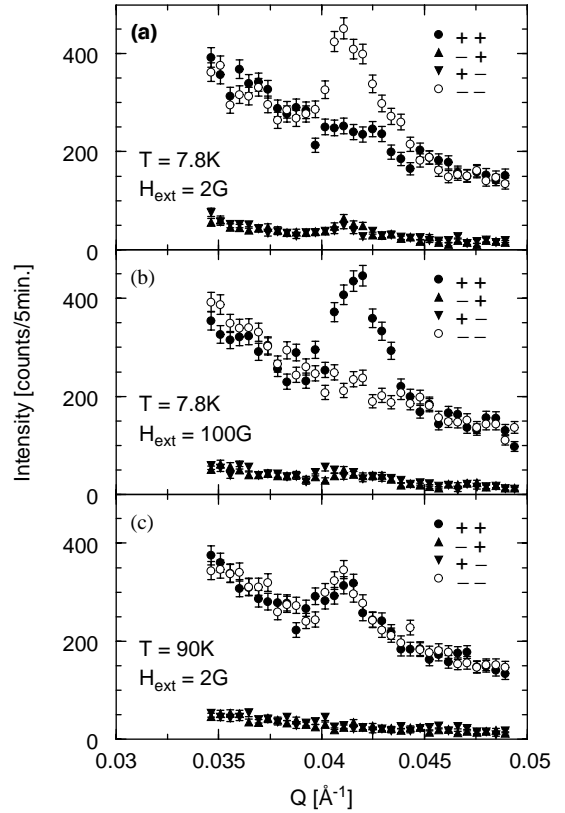 (a)
+ +
– +
+ –
– –
400
200
0
T = 7.8K
H_ext = 2G
(b)
+ +
– +
+ –
– –
400
200
0
T = 7.8K
H_ext = 100G
Intensity [counts/5min.]
(c)
+ +
– +
+ –
– –
400
200
0
T = 90K
H_ext = 2G
0.03 0.035 0.04 0.045 0.05
Q [Å⁻¹]